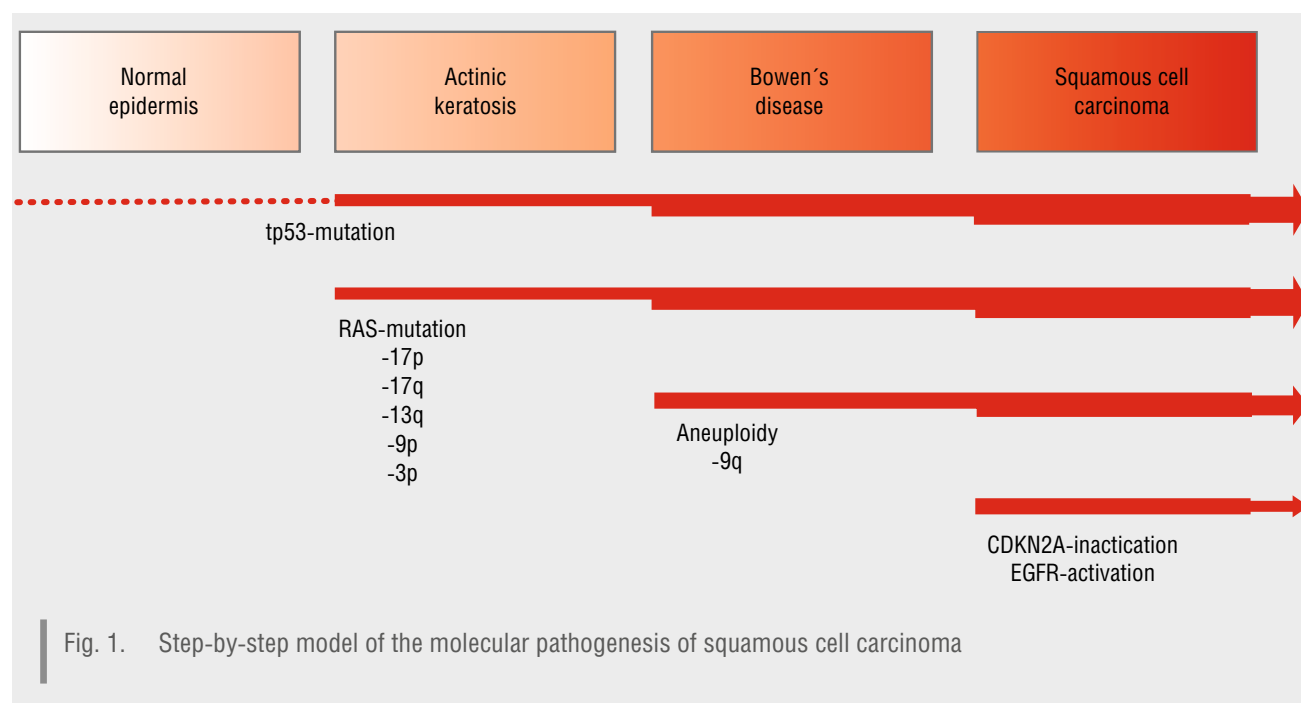 Normal
epidermis
Actinic
keratosis
Bowen´s
disease
Squamous cell
carcinoma
tp53-mutation
RAS-mutation
-17p
-17q
-13q
-9p
-3p
Aneuploidy
-9q
CDKN2A-inactication
EGFR-activation
Fig. 1. Step-by-step model of the molecular pathogenesis of squamous cell carcinoma